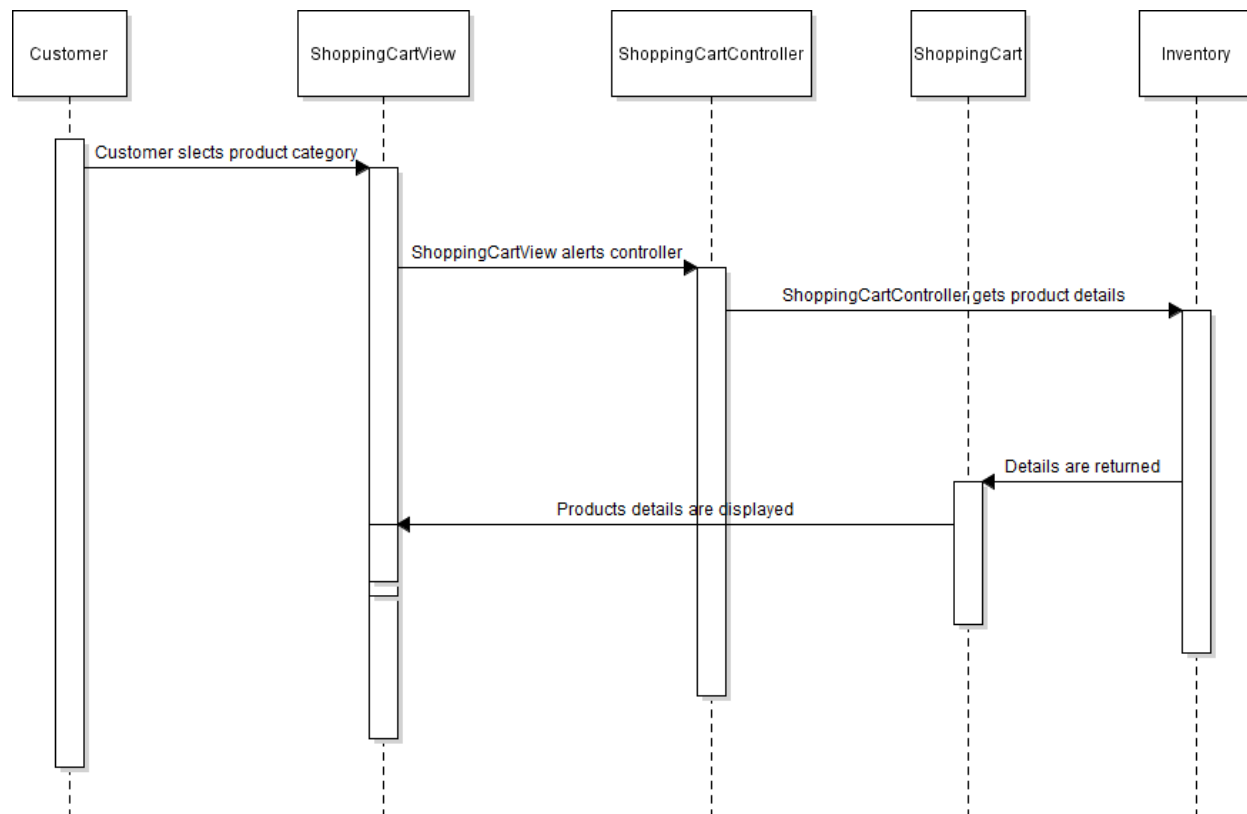 Customer
ShoppingCartView
ShoppingCartController
ShoppingCart
Inventory
Customer slects product category
ShoppingCartView alerts controller
ShoppingCartController gets product details
Details are returned
Products details are displayed